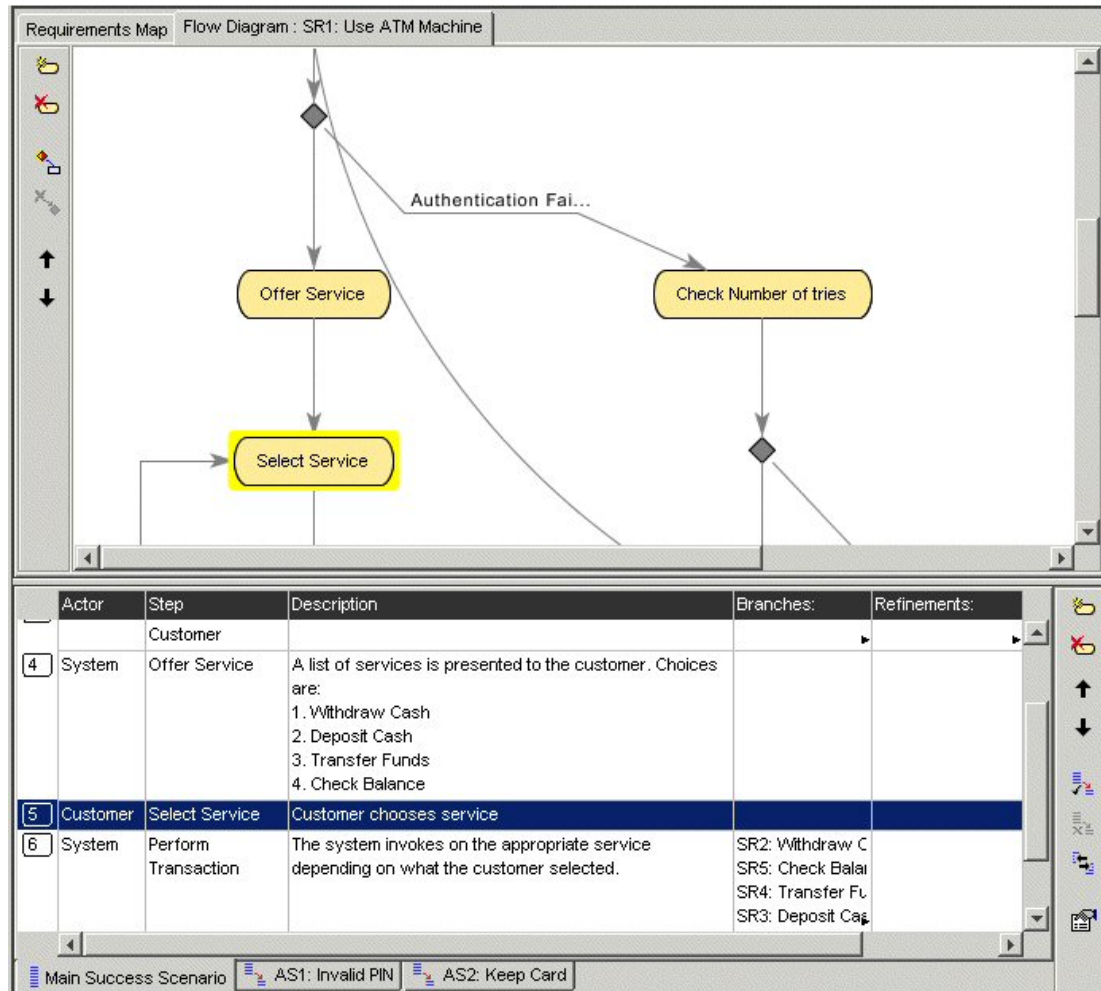 Requirements Map
Flow Diagram : SR1: Use ATM Machine
Authentication Fai...
Offer Service
Check Number of tries
Select Service
Actor Step Description Branches: Refinements:
Customer
4 System Offer Service A list of services is presented to the customer. Choices
are:
1. Withdraw Cash
2. Deposit Cash
3. Transfer Funds
4. Check Balance
5 Customer Select Service Customer chooses service
6 System Perform The system invokes on the appropriate service SR2: Withdraw C
Transaction depending on what the customer selected. SR5: Check Balar
SR4: Transfer Fu
SR3: Deposit Cas
Main Success Scenario AS1: Invalid PIN AS2: Keep Card